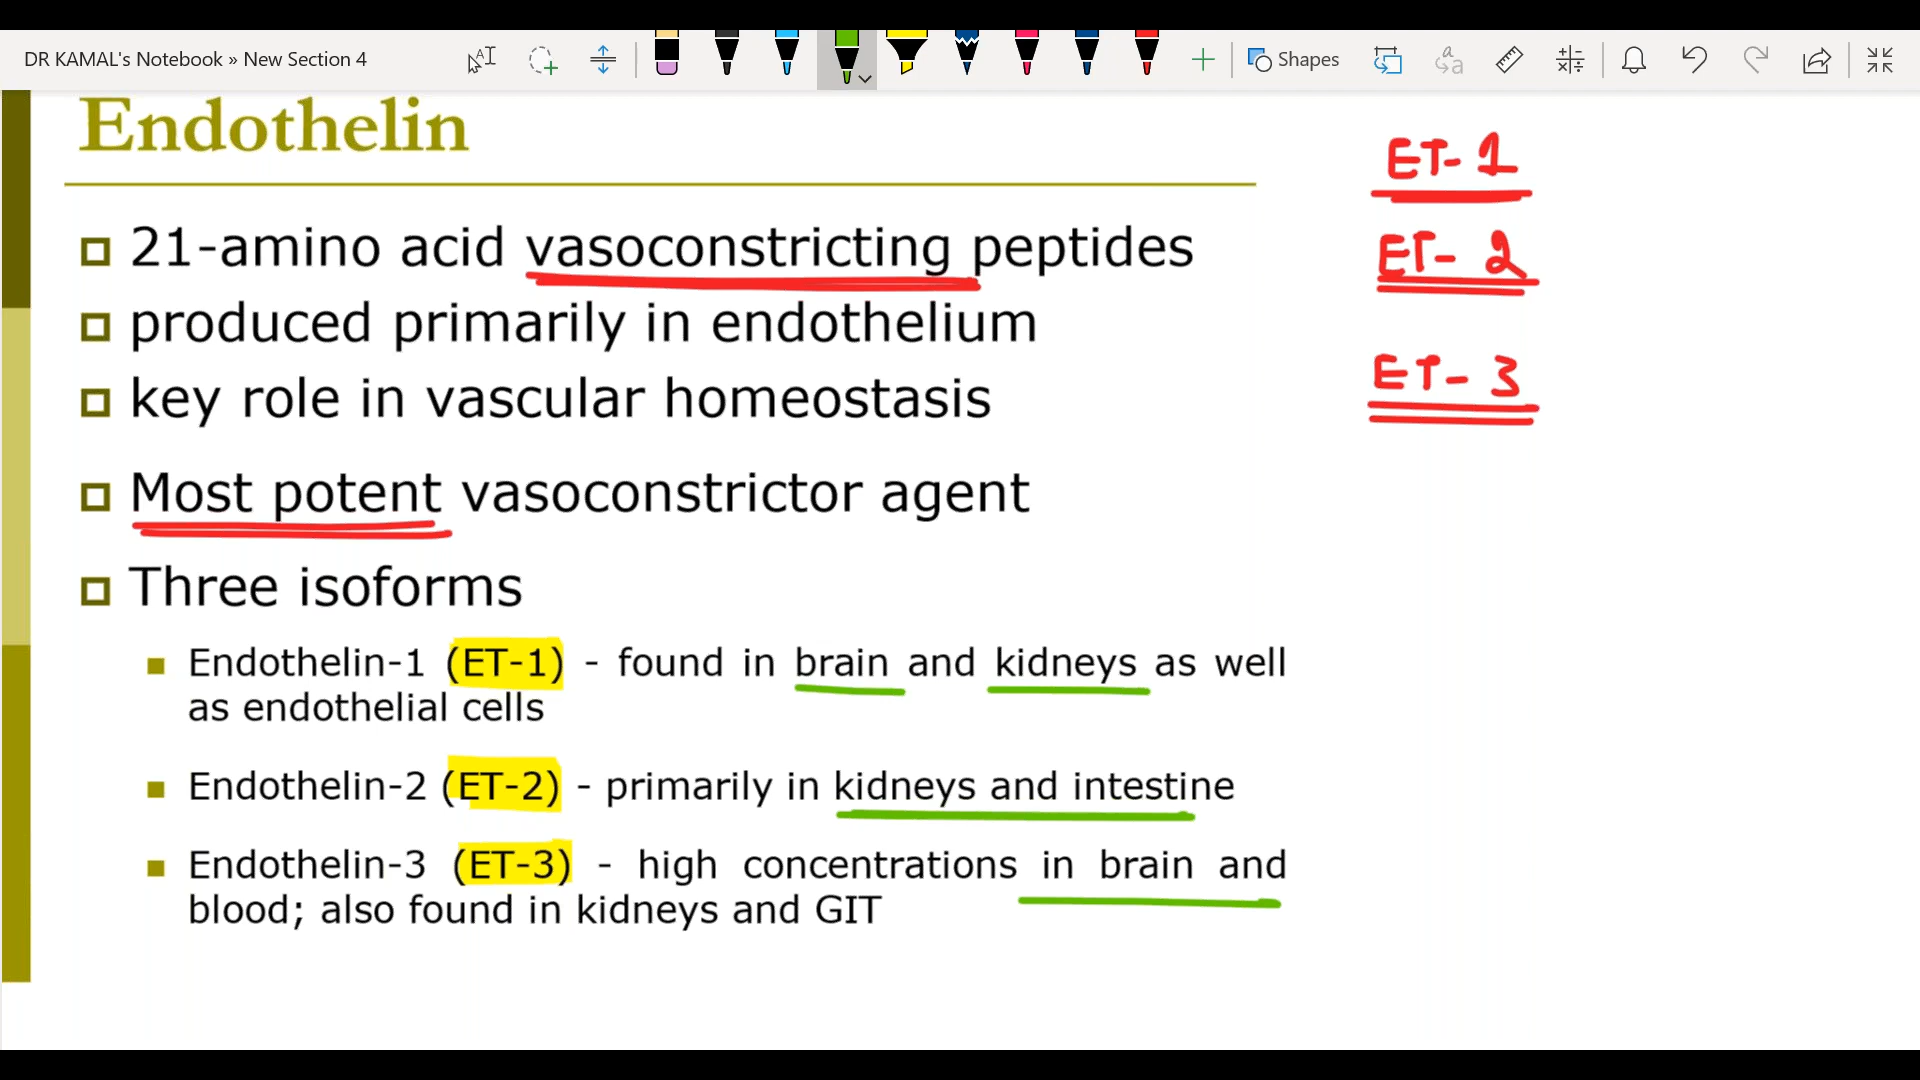 DR KAMAL's Notebook » New Section 4
Shapes
Endothelin
21-amino acid vasoconstricting peptides
produced primarily in endothelium
key role in vascular homeostasis
Most potent vasoconstrictor agent
Three isoforms
Endothelin-1 (ET-1) - found in brain and kidneys as well
as endothelial cells
Endothelin-2 (ET-2) - primarily in kidneys and intestine
Endothelin-3 (ET-3) - high concentrations in brain and
blood; also found in kidneys and GIT
ET-1
ET-2
ET-3